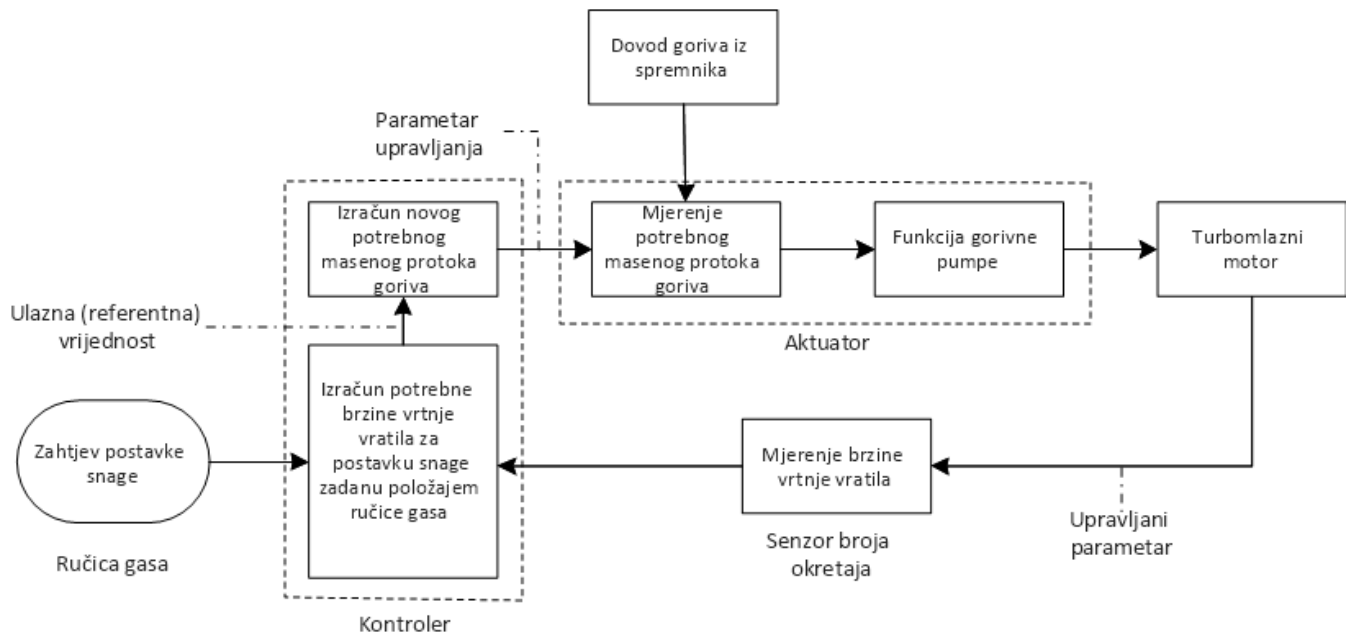 Dovod goriva iz
spremnika
Parametar
upravljanja
Izračun novog
potrebnog
masenog protoka
goriva
Mjerenje
potrebnog
masenog protoka
goriva
Funkcija gorivne
pumpe
Turbomlazni
motor
Aktuator
Ulazna (referentna)
vrijednost
Izračun potrebne
brzine vrtnje
vratila za
postavku snage
zadanu položajem
ručice gasa
Zahtjev postavke
snage
Ručica gasa
Kontroler
Mjerenje brzine
vrtnje vratila
Senzor broja
okretaja
Upravljani
parametar